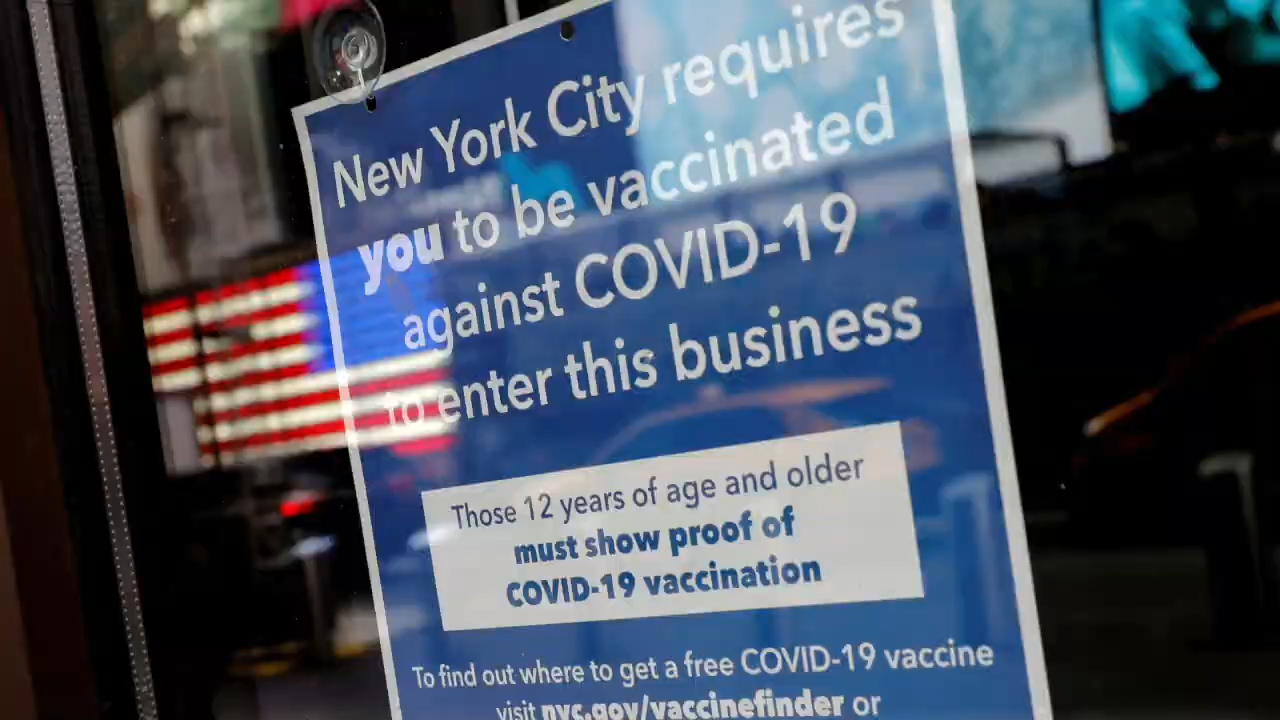 New York City requires
you to be vaccinated
against COVID-19
to enter this business
Those 12 years of age and older
must show proof of
COVID-19 vaccination
To find out where to get a free COVID-19 vaccine
visit nyc.gov/vaccinefinder or